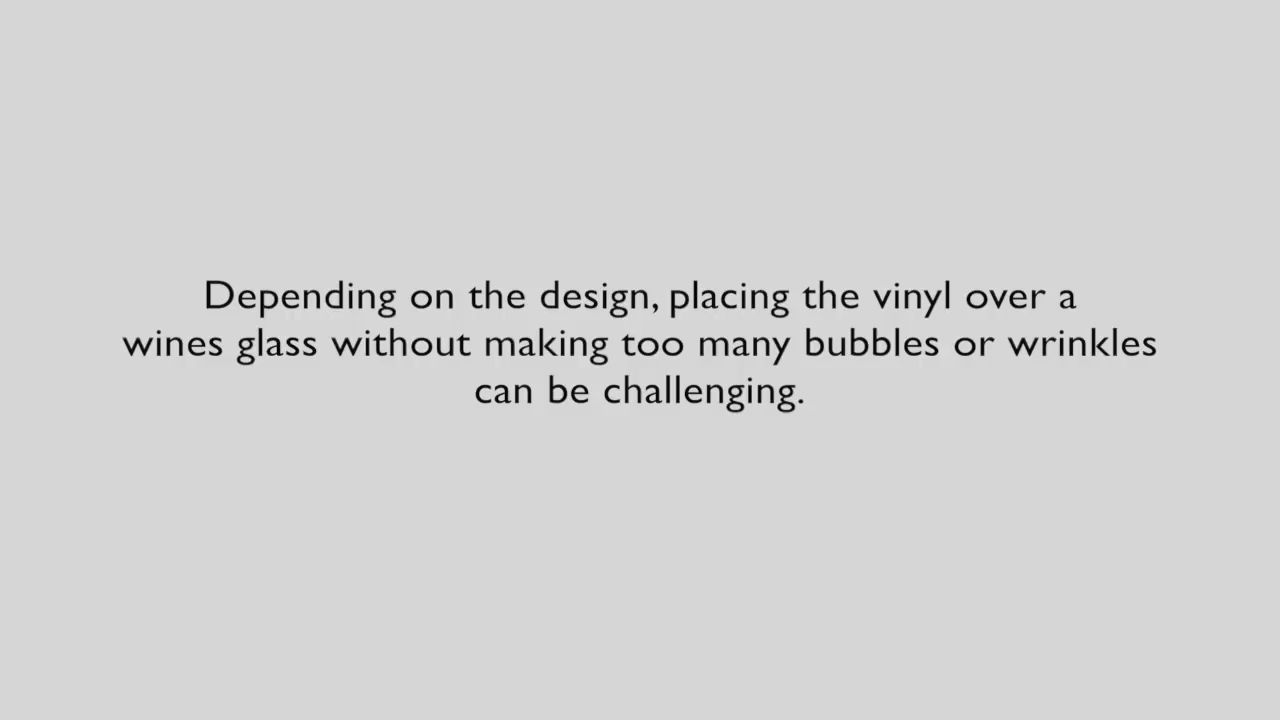 Depending on the design, placing the vinyl over a
wines glass without making too many bubbles or wrinkles
can be challenging.